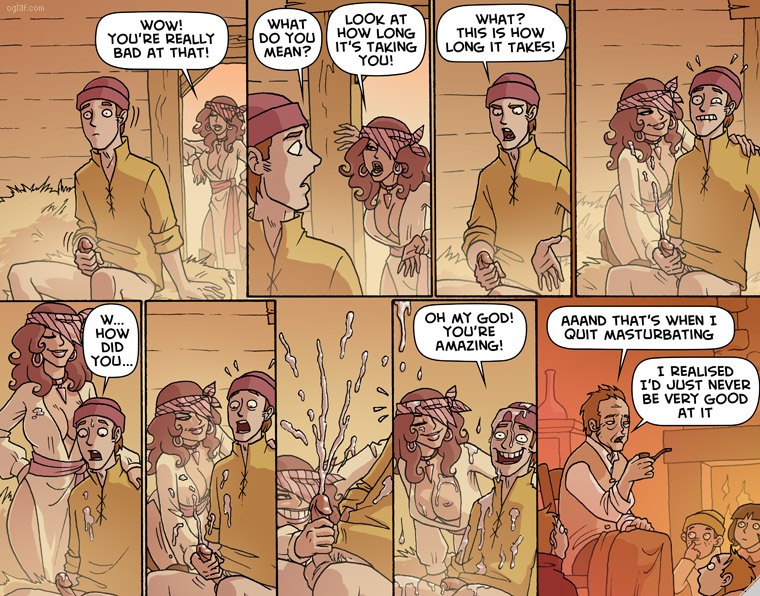 oglaf.com
WOW!
YOU'RE REALLY
BAD AT THAT!
WHAT
DO YOU
MEAN?
LOOK AT
HOW LONG
IT'S TAKING
YOU!
WHAT?
THIS IS HOW
LONG IT TAKES!
W...
HOW
DID
YOU...
OH MY GOD!
YOU'RE
AMAZING!
AAAND THAT'S WHEN I
QUIT MASTURBATING
I REALISED
I'D JUST NEVER
BE VERY GOOD
AT IT